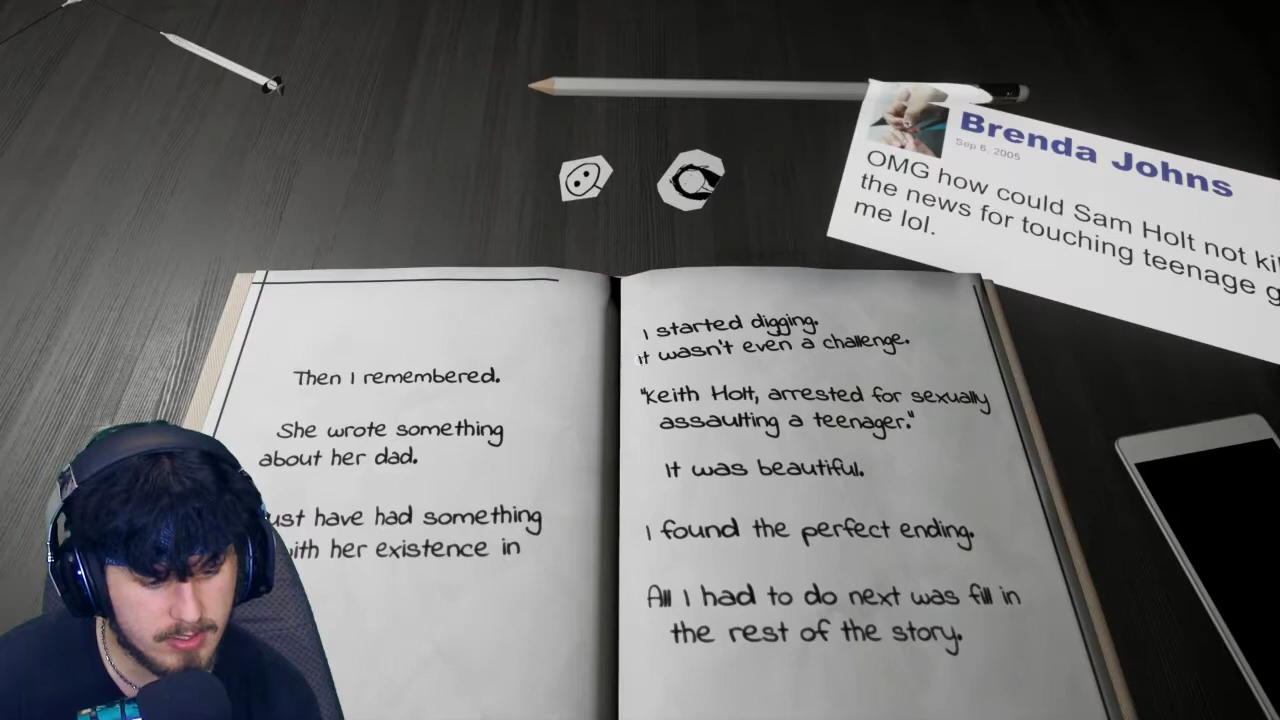 Brenda Johns
Sep 6, 2005
OMG how could Sam Holt not
the news for touching teenage
me lol.
Then I remembered.
She wrote something
about her dad.
have had something
her existence in
I started digging.
it wasn't even a challenge.
"Keith Holt, arrested for sexually
assaulting a teenager."
It was beautiful.
I found the perfect ending.
All I had to do next was fill in
the rest of the story.